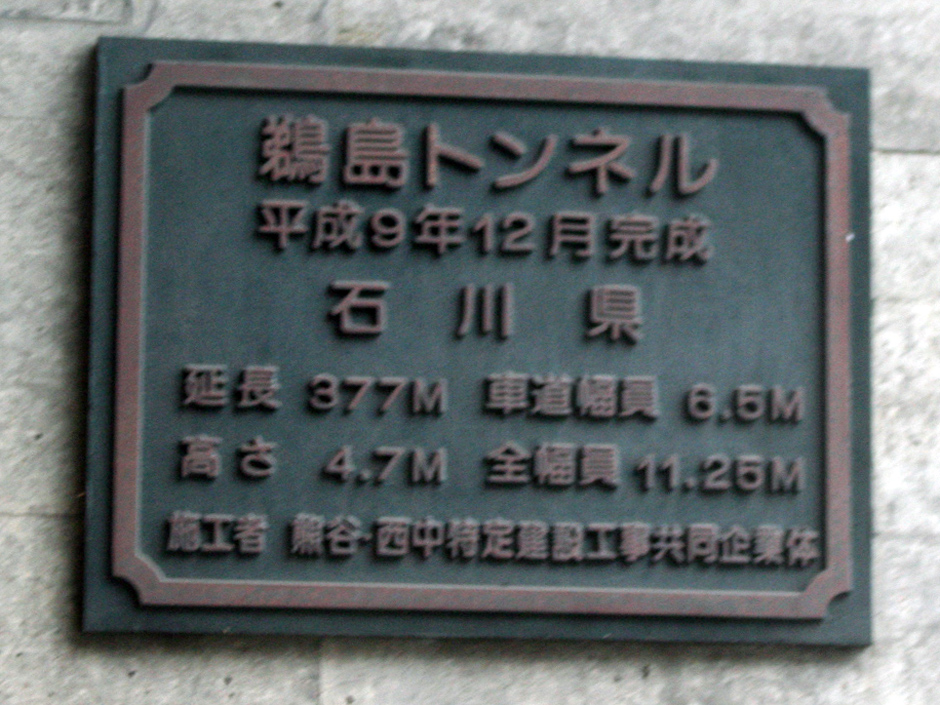 鵜島トンネル
平成9年12月完成
石川県
延長 377M 車道幅員 6.5M
高さ 4.7M 全幅員 11.25M
施工者 熊谷・西中特定建設工事共同企業体